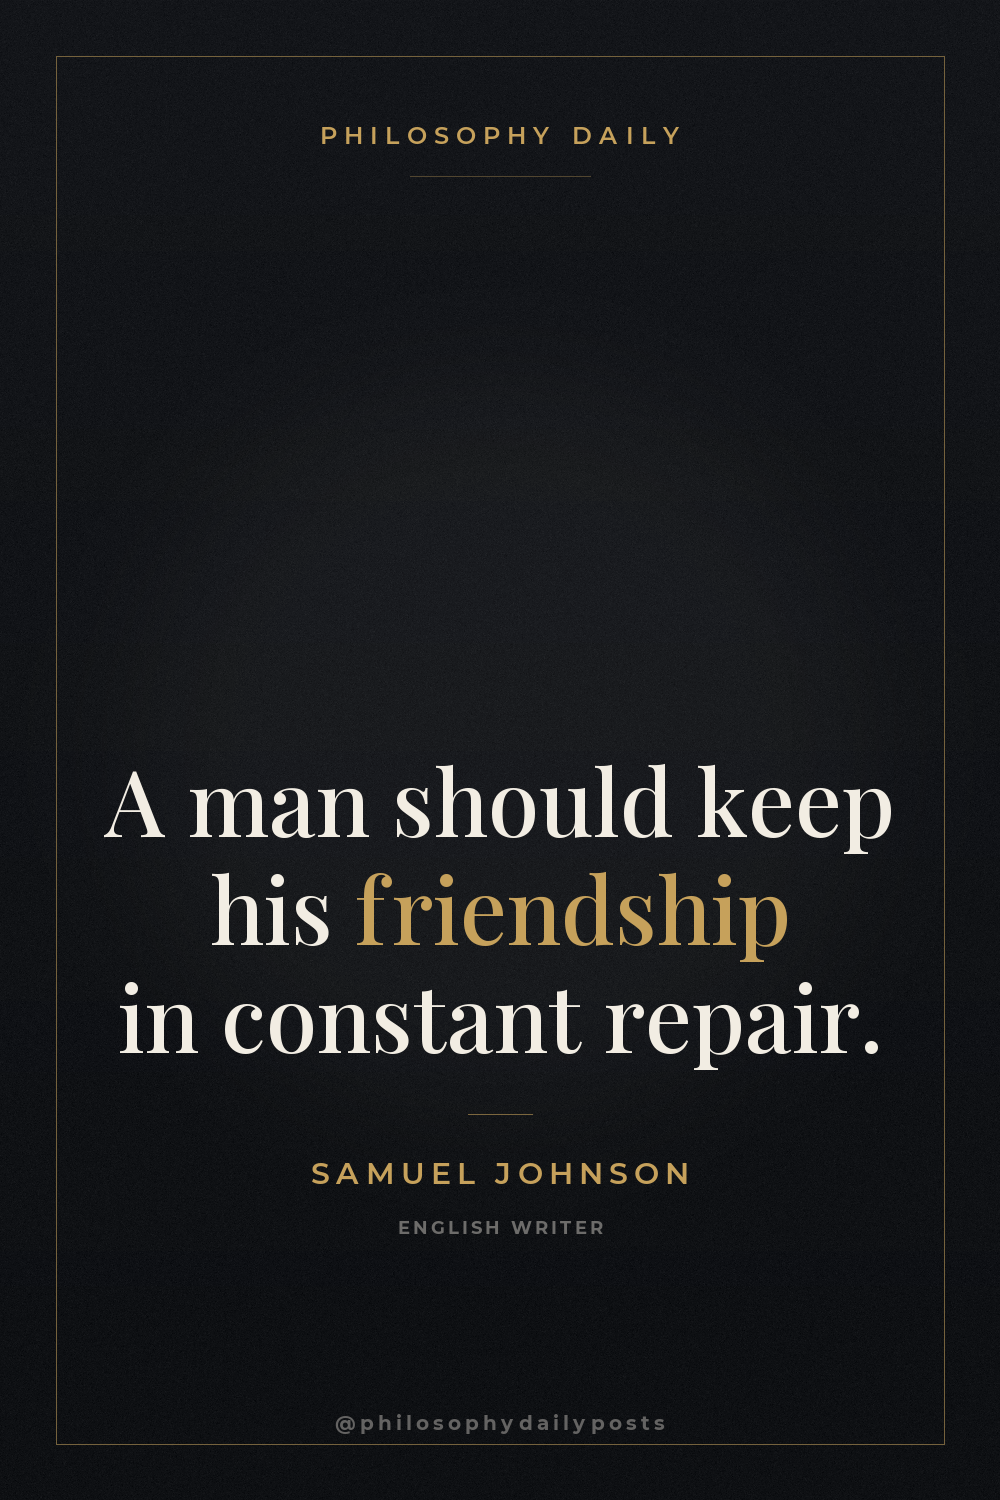 PHILOSOPHY DAILY
A man should keep
his friendship
in constant repair.
SAMUEL JOHNSON
ENGLISH WRITER
@philosophydailyposts